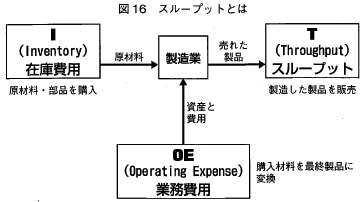 図16 スループットとは
I
(Inventory)
在庫費用
原材料・部品を購入
原材料
製造業
売れた
製品
T
(Throughput)
スループット
製造した製品を販売
資産と
費用
OE
(Operating Expense)
業務費用
購入材料を最終製品に
変換